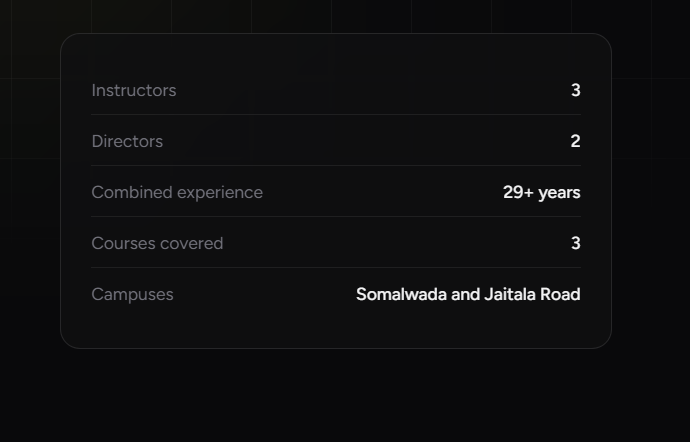 Instructors 3
Directors 2
Combined experience 29+ years
Courses covered 3
Campuses Somalwada and Jaitala Road